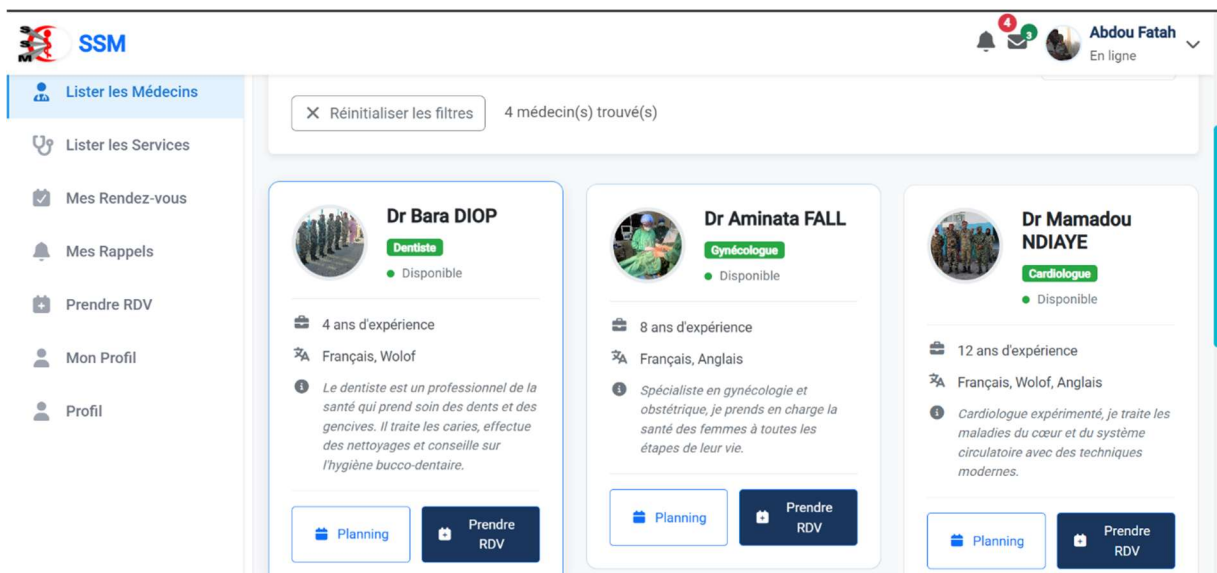 SSM
SSM
4
3
Abdou Fatah
En ligne
Lister les Médecins
Lister les Services
Mes Rendez-vous
Mes Rappels
Prendre RDV
Mon Profil
Profil
Réinitialiser les filtres
4 médecin(s) trouvé(s)
Dr Bara DIOP
Dentiste
Disponible
4 ans d'expérience
Français, Wolof
Le dentiste est un professionnel de la
santé qui prend soin des dents et des
gencives. Il traite les caries, effectue
des nettoyages et conseille sur
l'hygiène bucco-dentaire.
Planning
Prendre
RDV
Dr Aminata FALL
Gynécologue
Disponible
8 ans d'expérience
Français, Anglais
Spécialiste en gynécologie et
obstétrique, je prends en charge la
santé des femmes à toutes les
étapes de leur vie.
Planning
Prendre
RDV
Dr Mamadou
NDIAYE
Cardiologue
Disponible
12 ans d'expérience
Français, Wolof, Anglais
Cardiologue expérimenté, je traite les
maladies du cœur et du système
circulatoire avec des techniques
modernes.
Planning
Prendre
RDV